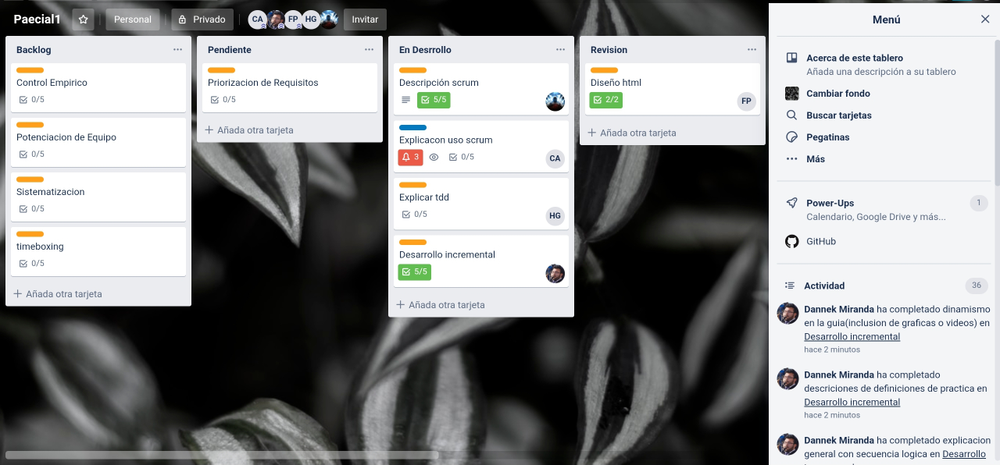 Paecial1
Personal
Privado
CA
FP
HG
Invitar
Backlog
Control Empirico
0/5
Potenciacion de Equipo
0/5
Sistematizacion
0/5
timeboxing
0/5
Añada otra tarjeta
Pendiente
Priorizacion de Requisitos
0/5
Añada otra tarjeta
En Desrrollo
Descripción scrum
5/5
Explicacon uso scrum
3
0/5
CA
Explicar tdd
0/5
HG
Desarrollo incremental
5/5
Añada otra tarjeta
Revision
Diseño html
2/2
FP
Añada otra tarjeta
Menú
Acerca de este tablero
Añada una descripción a su tablero
Cambiar fondo
Buscar tarjetas
Pegatinas
Más
Power-Ups
1
Calendario, Google Drive y más...
GitHub
Actividad
36
Dannek Miranda ha completado dinamismo
en la guia(inclusion de graficas o videos) en
Desarrollo incremental
hace 2 minutos
Dannek Miranda ha completado
descriciones de definiciones de practica en
Desarrollo incremental
hace 2 minutos
Dannek Miranda ha completado explicacion
general con secuencia logica en Desarrollo